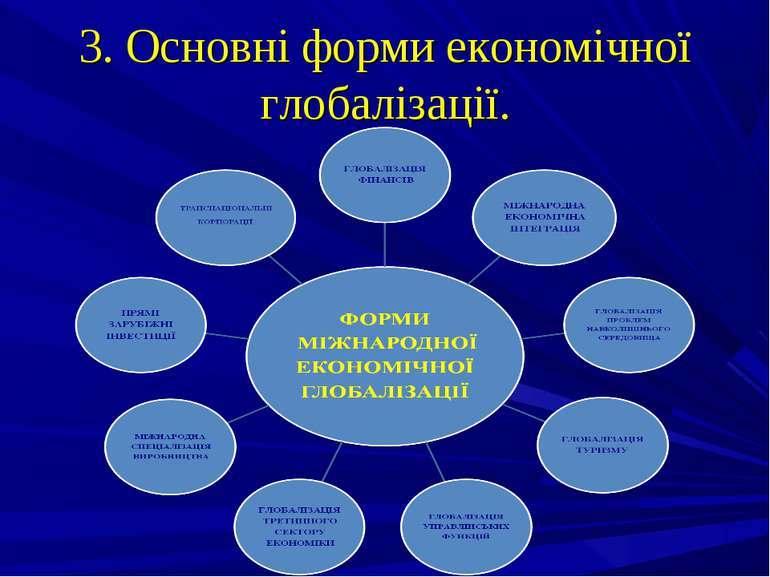 3. Основні форми економічної
глобалізації.
ГЛОБАЛІЗАЦІЯ
ФІНАНСІВ
ТРАНСНАЦІОНАЛЬНІ
КОРПОРАЦІЇ
МІЖНАРОДНА
ЕКОНОМІЧНА
ІНТЕГРАЦІЯ
ПРЯМІ
ЗАРУБІЖНІ
ІНВЕСТИЦІЇ
ФОРМИ
МІЖНАРОДНОЇ
ЕКОНОМІЧНОЇ
ГЛОБАЛІЗАЦІЇ
ГЛОБАЛІЗАЦІЯ
ПРОБЛЕМ
НАВКОЛИШНЬОГО
СЕРЕДОВИЩА
МІЖНАРОДНА
СПЕЦІАЛІЗАЦІЯ
ВИРОБНИЦТВА
ГЛОБАЛІЗАЦІЯ
ТУРИЗМУ
ГЛОБАЛІЗАЦІЯ
ТРЕТИННОГО
СЕКТОРУ
ЕКОНОМІКИ
ГЛОБАЛІЗАЦІЯ
УПРАВЛІНСЬКИХ
ФУНКЦІЙ